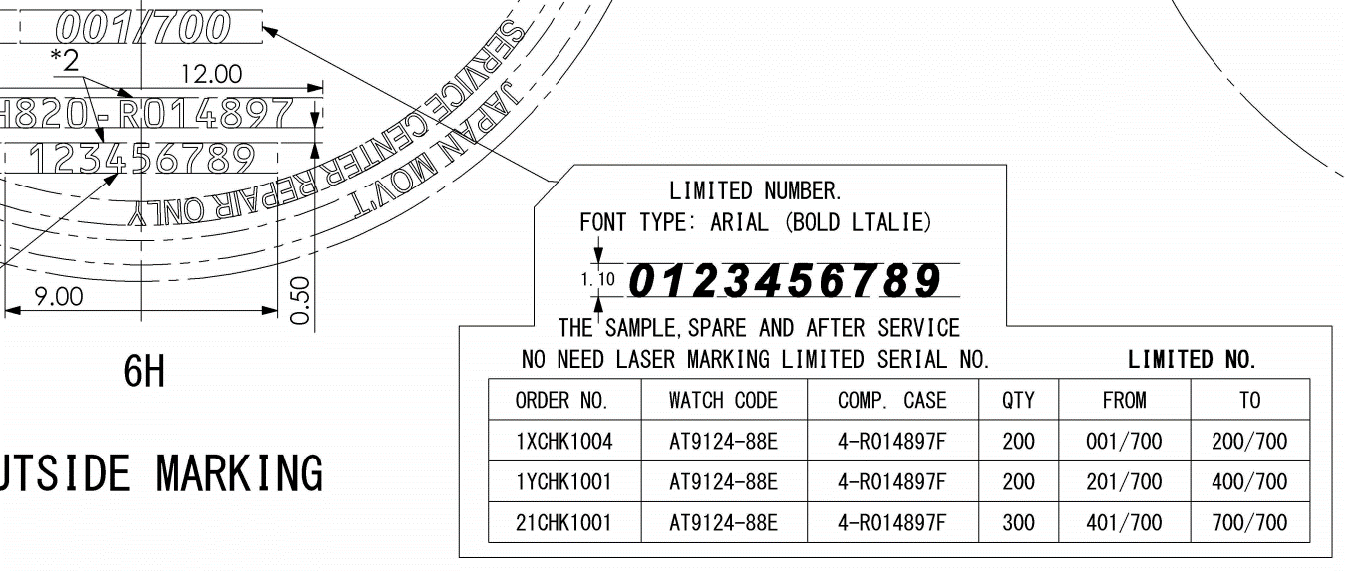 001/700
*2
12.00
H820-R014897
123456789
SERVICE CENTER REPAIR ONLY
JAPAN MOV'T
9.00
0.50
6H
UTSIDE MARKING
LIMITED NUMBER.
FONT TYPE: ARIAL (BOLD LTALIE)
1.10
0123456789
THE SAMPLE, SPARE AND AFTER SERVICE
NO NEED LASER MARKING LIMITED SERIAL NO.
LIMITED NO.
ORDER NO. WATCH CODE COMP. CASE QTY FROM TO
1XCHK1004 AT9124-88E 4-R014897F 200 001/700 200/700
1YCHK1001 AT9124-88E 4-R014897F 200 201/700 400/700
21CHK1001 AT9124-88E 4-R014897F 300 401/700 700/700